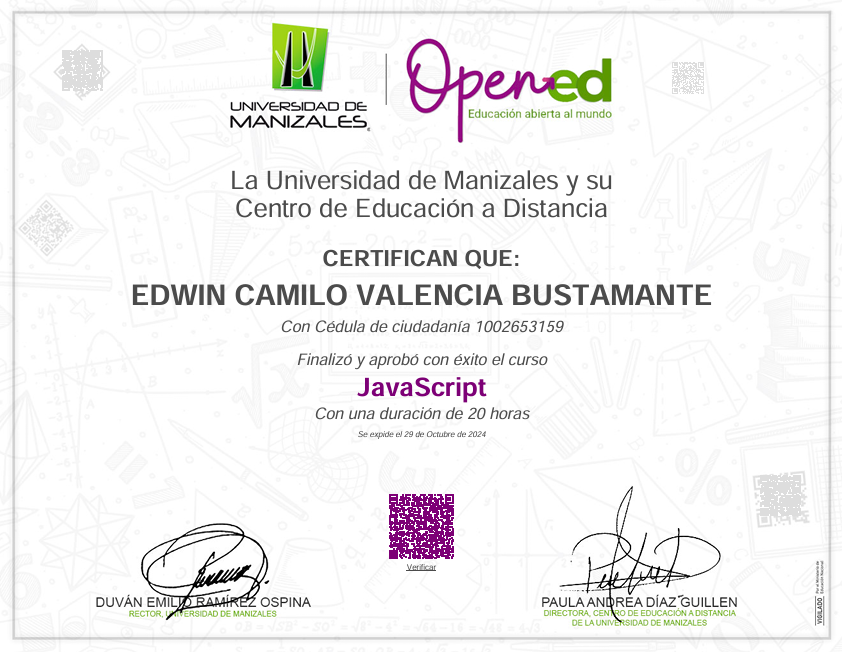 UNIVERSIDAD DE
MANIZALES
Opened
Educación abierta al mundo
La Universidad de Manizales y su
Centro de Educación a Distancia
CERTIFICAN QUE:
EDWIN CAMILO VALENCIA BUSTAMANTE
Con Cédula de ciudadanía 1002653159
Finalizó y aprobó con éxito el curso
JavaScript
Con una duración de 20 horas
Se expide el 29 de Octubre de 2024
Verificar
DUVÁN EMILIO RAMÍREZ OSPINA
RECTOR, UNIVERSIDAD DE MANIZALES
PAULA ANDREA DÍAZ GUILLEN
DIRECTORA, CENTRO DE EDUCACIÓN A DISTANCIA
DE LA UNIVERSIDAD DE MANIZALES
VIGILADO